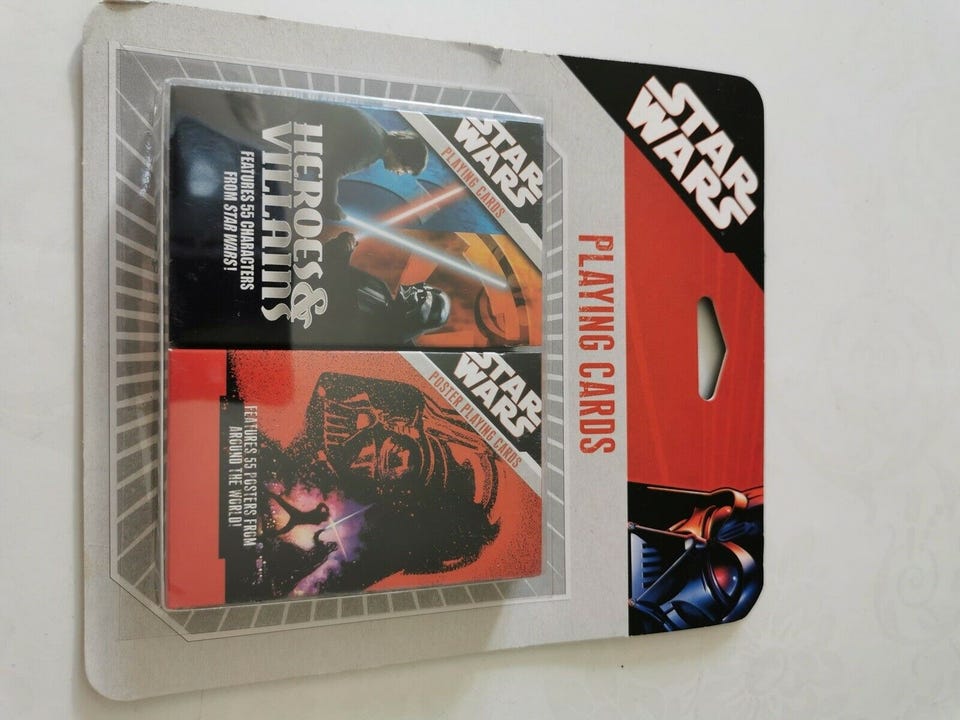 STAR
WARS
PLAYING CARDS
STAR
WARS
PLAYING CARDS
HEROES &
VILLAINS
FEATURES 55 CHARACTERS
FROM STAR WARS!
STAR
WARS
POSTER PLAYING CARDS
FEATURES 55 POSTERS FROM
AROUND THE WORLD!